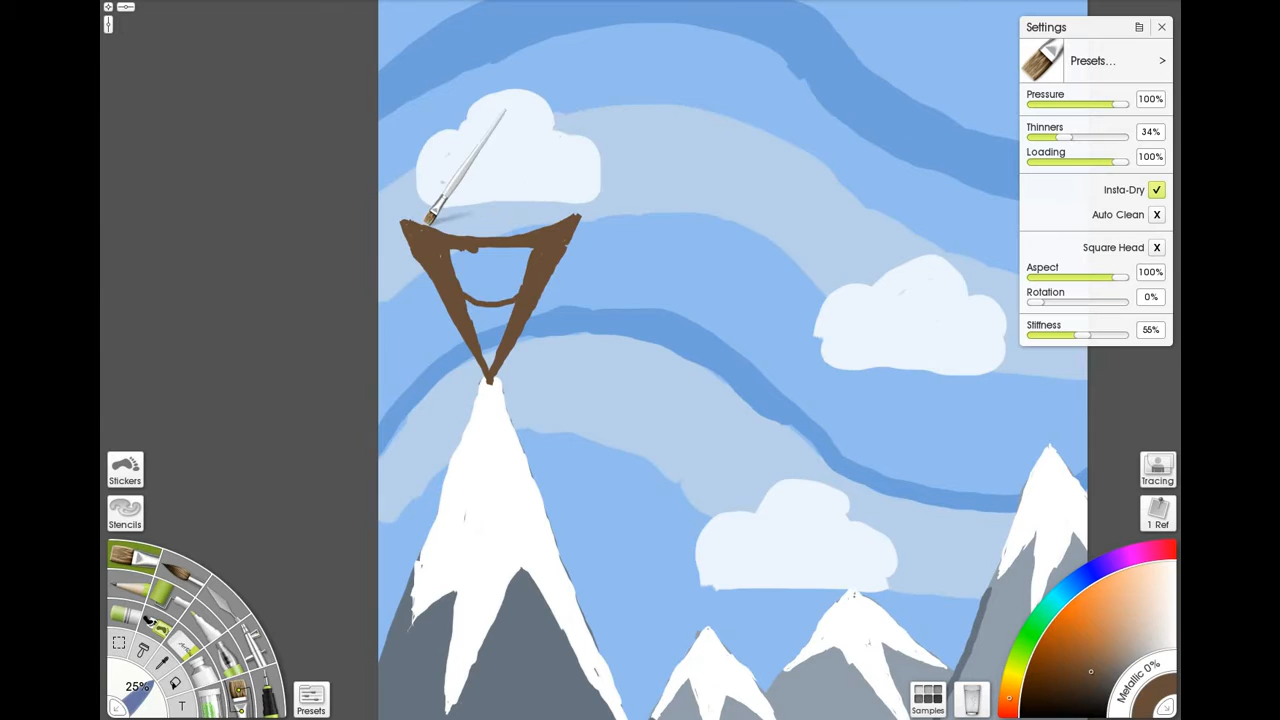 Settings
Presets... >
Pressure 100%
Thinners 34%
Loading 100%
Insta-Dry ✓
Auto Clean X
Square Head X
Aspect 100%
Rotation 0%
Stiffness 55%
Stickers
Stencils
Tracing
1 Ref
25%
T
Presets
Samples
Metallic 0%